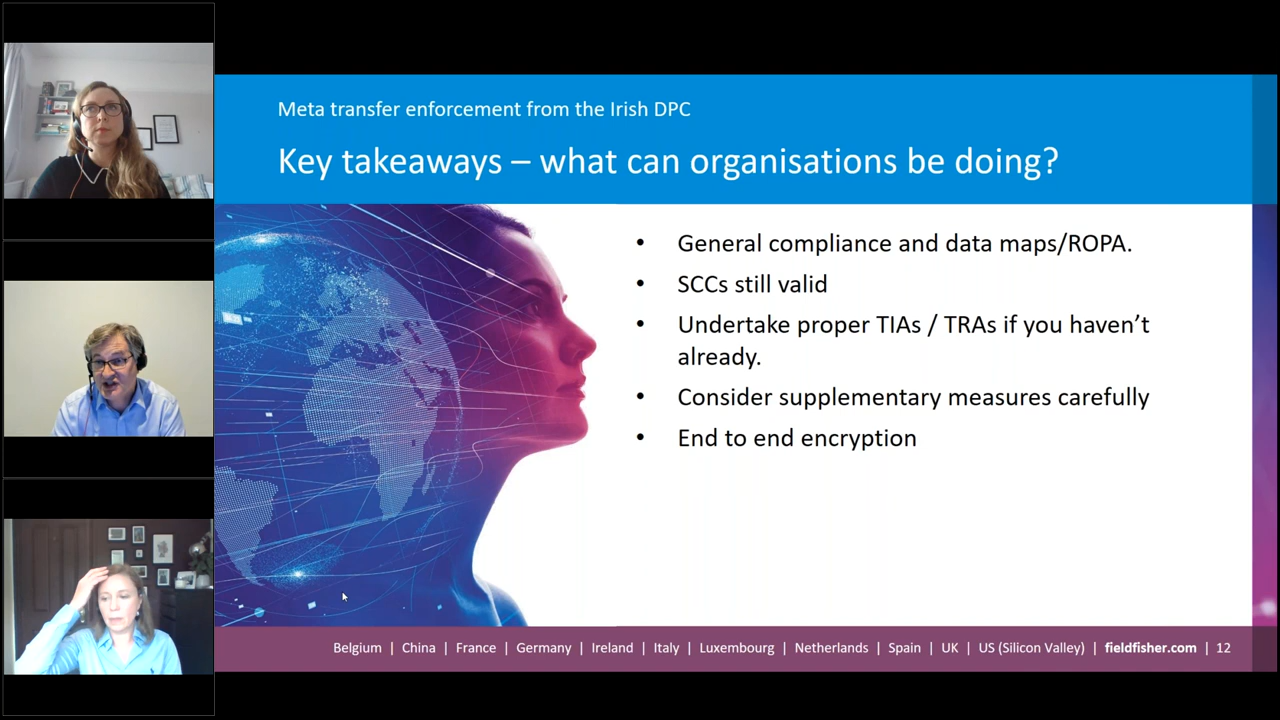 Meta transfer enforcement from the Irish DPC
Key takeaways – what can organisations be doing?
• General compliance and data maps/ROPA.
• SCCs still valid
• Undertake proper TIAs / TRAs if you haven’t
already.
• Consider supplementary measures carefully
• End to end encryption
Belgium | China | France | Germany | Ireland | Italy | Luxembourg | Netherlands | Spain | UK | US (Silicon Valley) | fieldfisher.com | 12